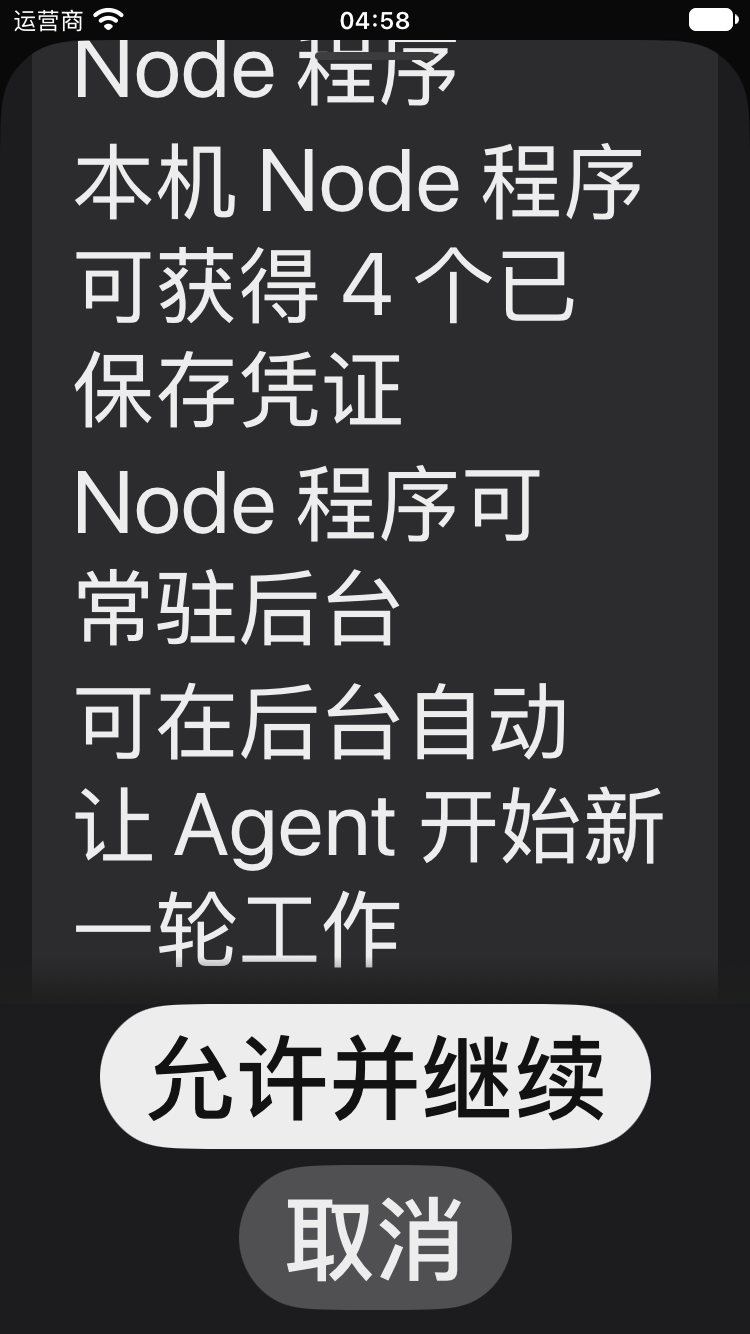 运营商
04:58
Node 程序
本机 Node 程序
可获得 4 个已
保存凭证
Node 程序可
常驻后台
可在后台自动
让 Agent 开始新
一轮工作
允许并继续
取消